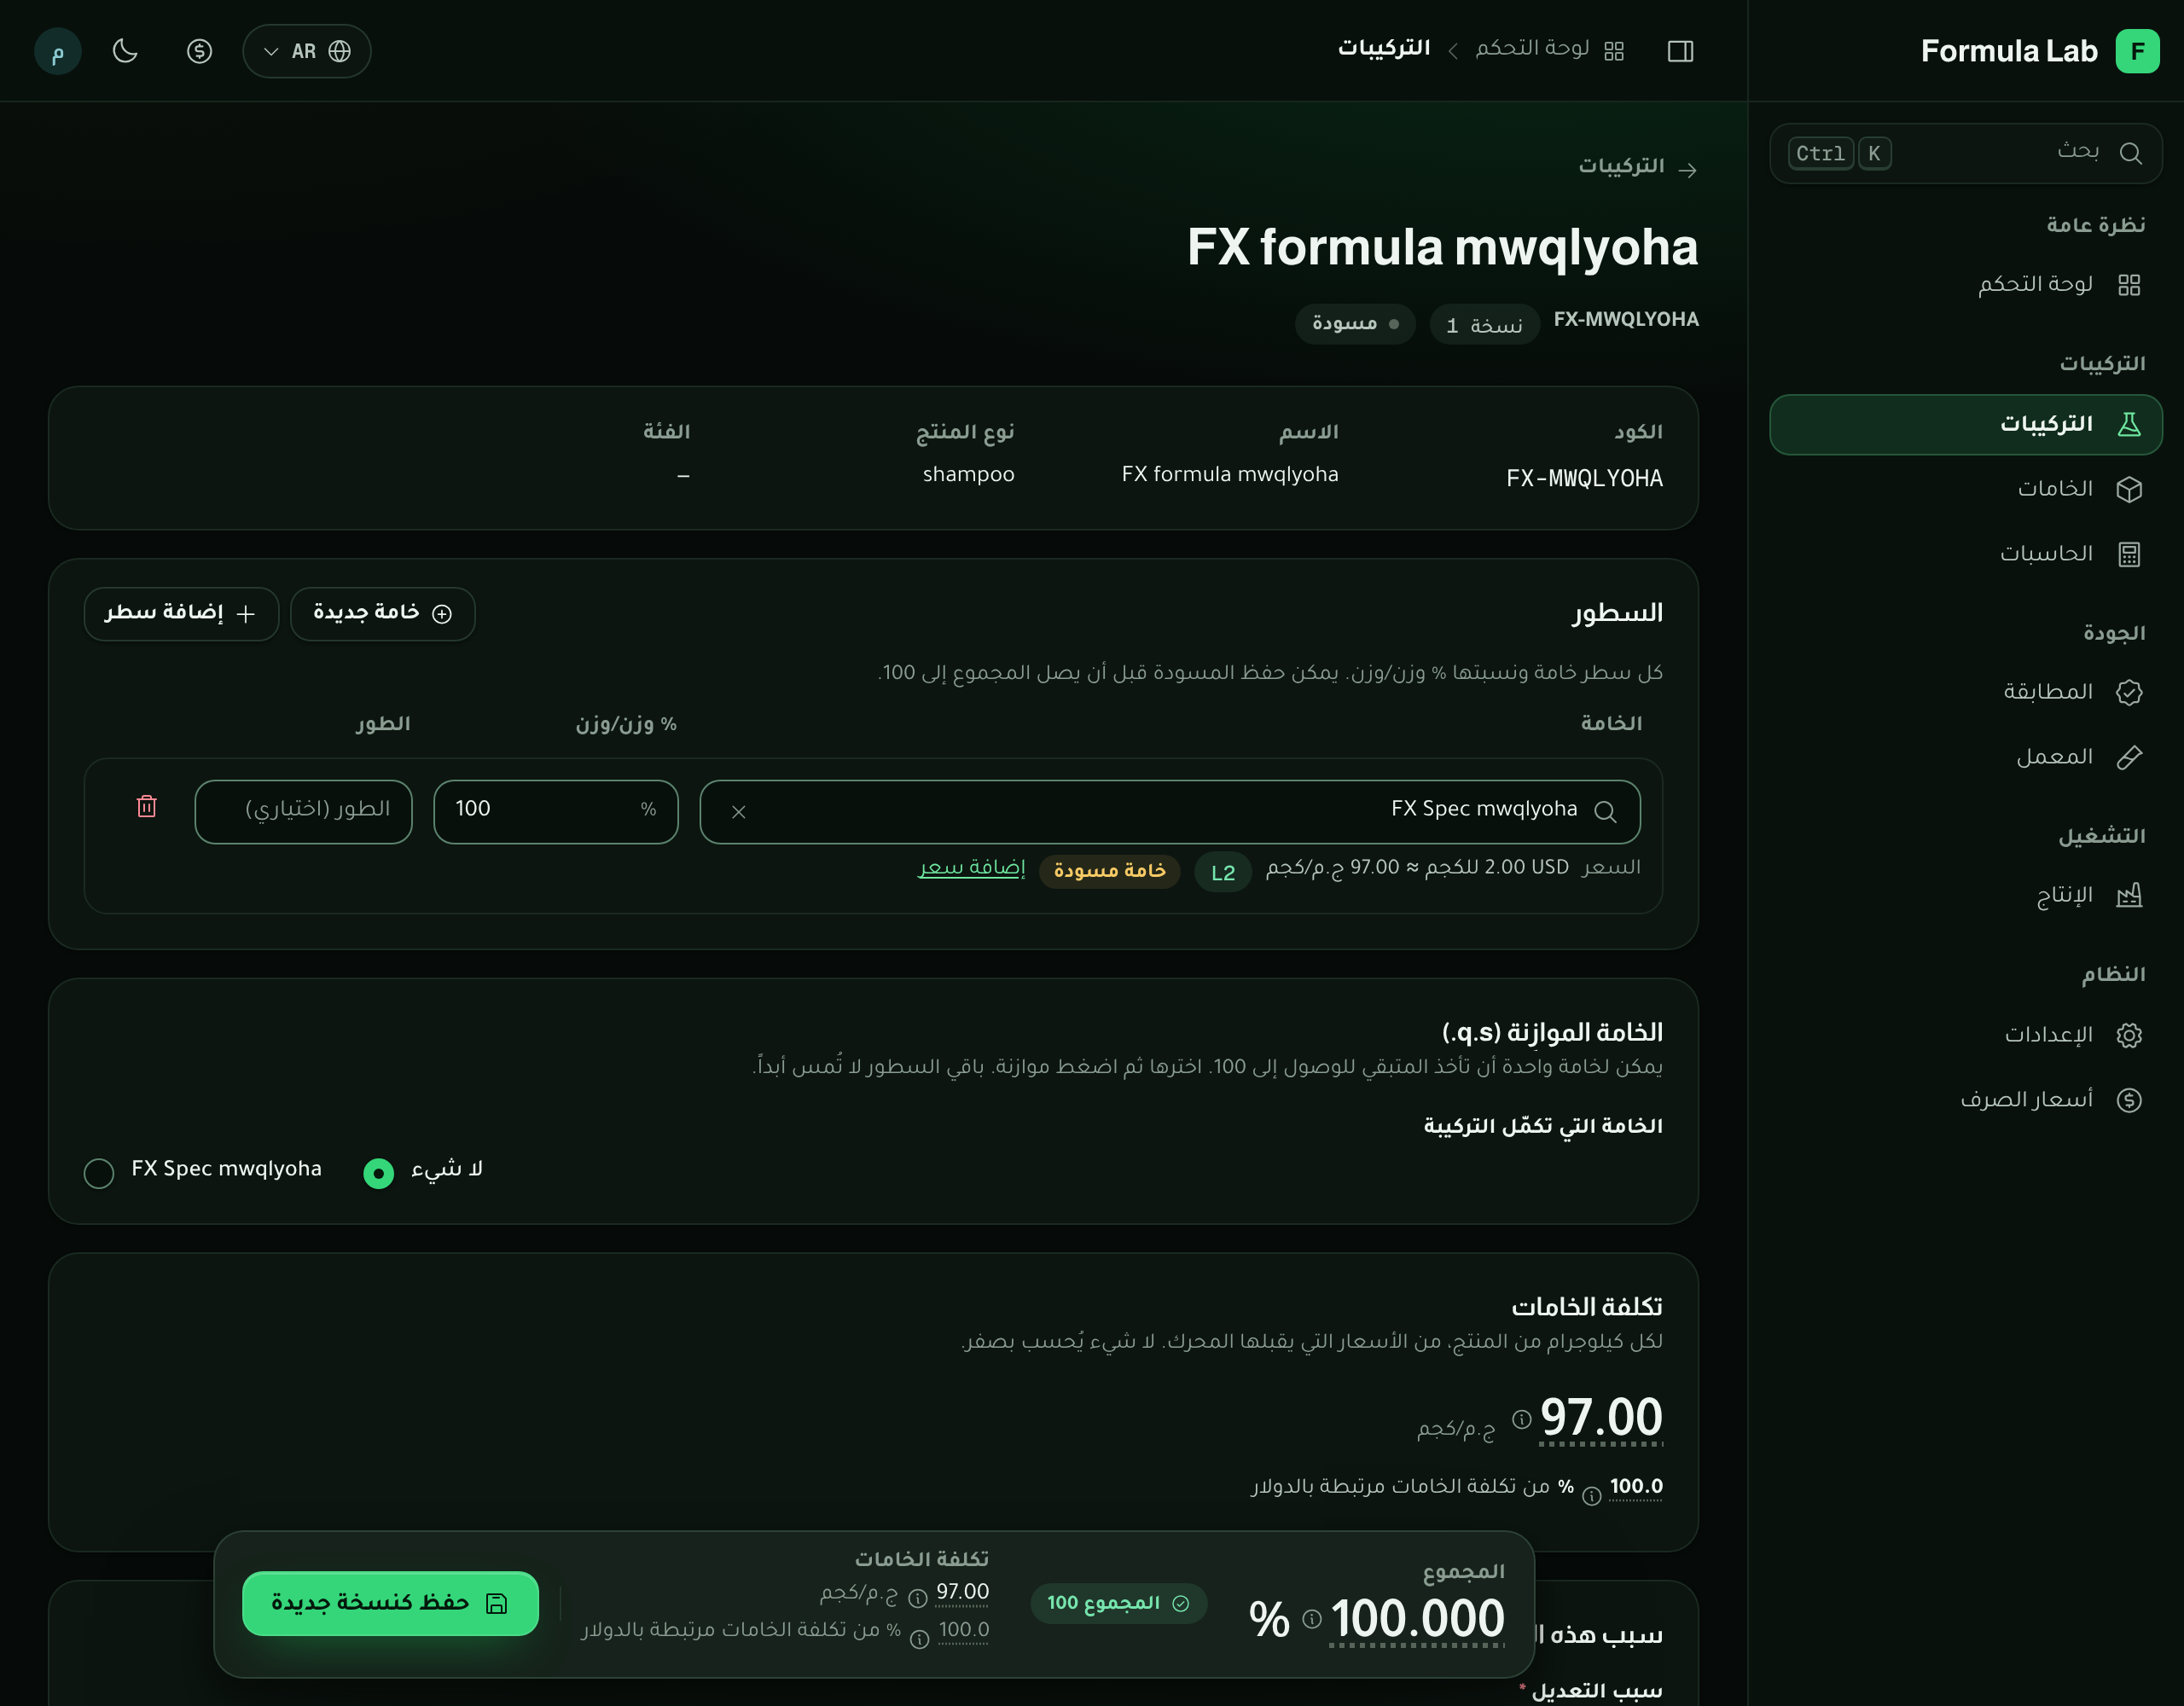 Formula Lab
F
بحث
Ctrl K
نظرة عامة
لوحة التحكم
التركيبات
التركيبات
الخامات
الحاسبات
الجودة
المطابقة
المعمل
التشغيل
الإنتاج
النظام
الإعدادات
أسعار الصرف
لوحة التحكم
التركيبات
AR
م
التركيبات
FX formula mwqlyoha
FX-MWQLYOHA نسخة 1 مسودة
الكود الاسم نوع المنتج الفئة
FX-MWQLYOHA FX formula mwqlyoha shampoo –
السطور
خامة جديدة
إضافة سطر
كل سطر خامة ونسبتها % وزن/وزن. يمكن حفظ المسودة قبل أن يصل المجموع إلى 100.
الخامة % وزن/وزن الطور
FX Spec mwqlyoha % 100 الطور (اختياري)
السعر 2.00 USD للكجم ≈ 97.00 ج.م/كجم L2 خامة مسودة إضافة سعر
الخامة الموازِنة (q.s.)
يمكن لخامة واحدة أن تأخذ المتبقي للوصول إلى 100. اخترها ثم اضغط موازنة. باقي السطور لا تُمس أبداً.
الخامة التي تكمّل التركيبة
لا شيء
FX Spec mwqlyoha
تكلفة الخامات
لكل كيلوجرام من المنتج، من الأسعار التي يقبلها المحرك. لا شيء يُحسب بصفر.
97.00 ج.م/كجم
100.0 % من تكلفة الخامات مرتبطة بالدولار
المجموع
100.000 %
المجموع 100
تكلفة الخامات
97.00 ج.م/كجم
100.0 % من تكلفة الخامات مرتبطة بالدولار
حفظ كنسخة جديدة
سبب هذه
سبب التعديل *